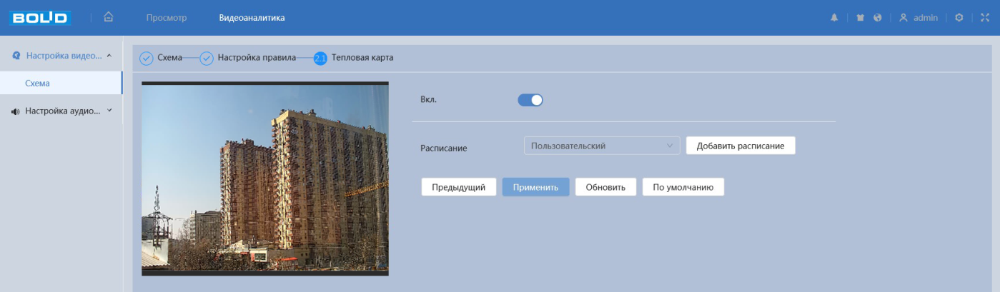 BOLID Просмотр Видеоаналитика admin
Настройка видео... Схема Настройка правила 2.1 Тепловая карта
Схема
Настройка аудио...
Вкл.
Расписание Пользовательский Добавить расписание
Предыдущий Применить Обновить По умолчанию